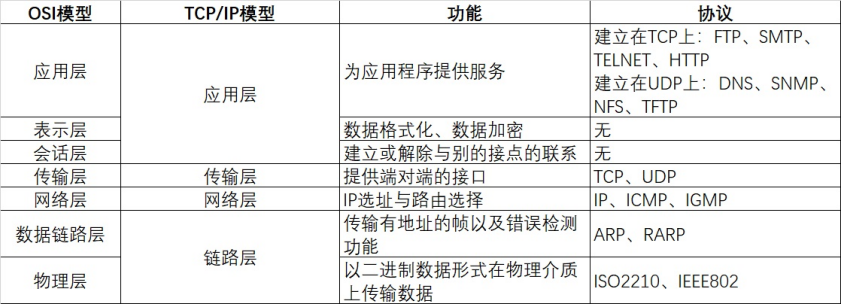 OSI模型 TCP/IP模型 功能 协议
应用层 应用层 为应用程序提供服务 建立在TCP上：FTP、SMTP、
TELNET、HTTP
建立在UDP上：DNS、SNMP、
NFS、TFTP
表示层 数据格式化、数据加密 无
会话层 建立或解除与别的接点的联系 无
传输层 传输层 提供端对端的接口 TCP、UDP
网络层 网络层 IP选址与路由选择 IP、ICMP、IGMP
数据链路层 链路层 传输有地址的帧以及错误检测
功能 ARP、RARP
物理层 以二进制数据形式在物理介质
上传输数据 ISO2210、IEEE802